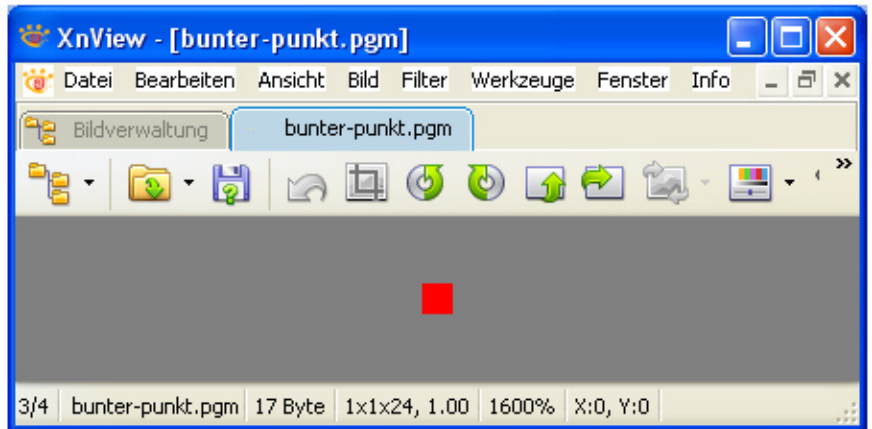 XnView - [bunter-punkt.pgm]
Datei Bearbeiten Ansicht Bild Filter Werkzeuge Fenster Info
Bildverwaltung bunter-punkt.pgm
3/4 bunter-punkt.pgm 17 Byte 1x1x24, 1.00 1600% X:0, Y:0